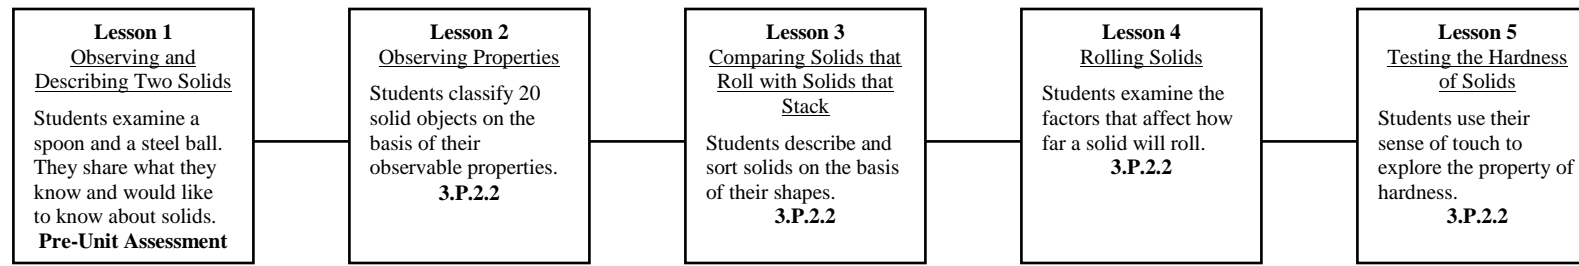 Lesson 1
Observing and
Describing Two Solids
Students examine a
spoon and a steel ball.
They share what they
know and would like
to know about solids.
Pre-Unit Assessment
Lesson 2
Observing Properties
Students classify 20
solid objects on the
basis of their
observable properties.
3.P.2.2
Lesson 3
Comparing Solids that
Roll with Solids that
Stack
Students describe and
sort solids on the basis
of their shapes.
3.P.2.2
Lesson 4
Rolling Solids
Students examine the
factors that affect how
far a solid will roll.
3.P.2.2
Lesson 5
Testing the Hardness
of Solids
Students use their
sense of touch to
explore the property of
hardness.
3.P.2.2